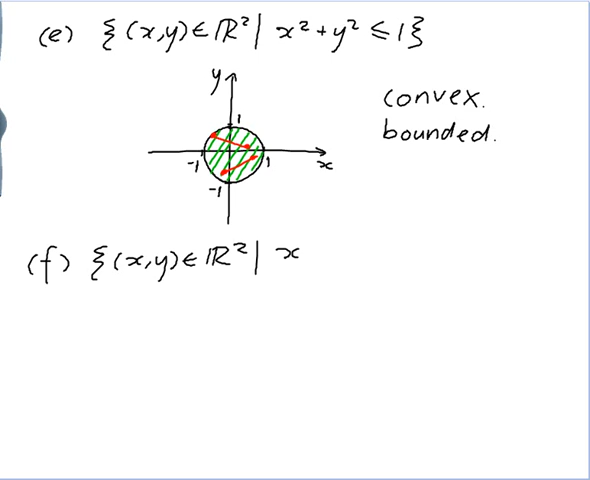 (e) {(x,y)∈ℝ² | x²+y² ≤ 1}
y
1
convex.
bounded.
-1
1
x
-1
(f) {(x,y)∈ℝ² | x